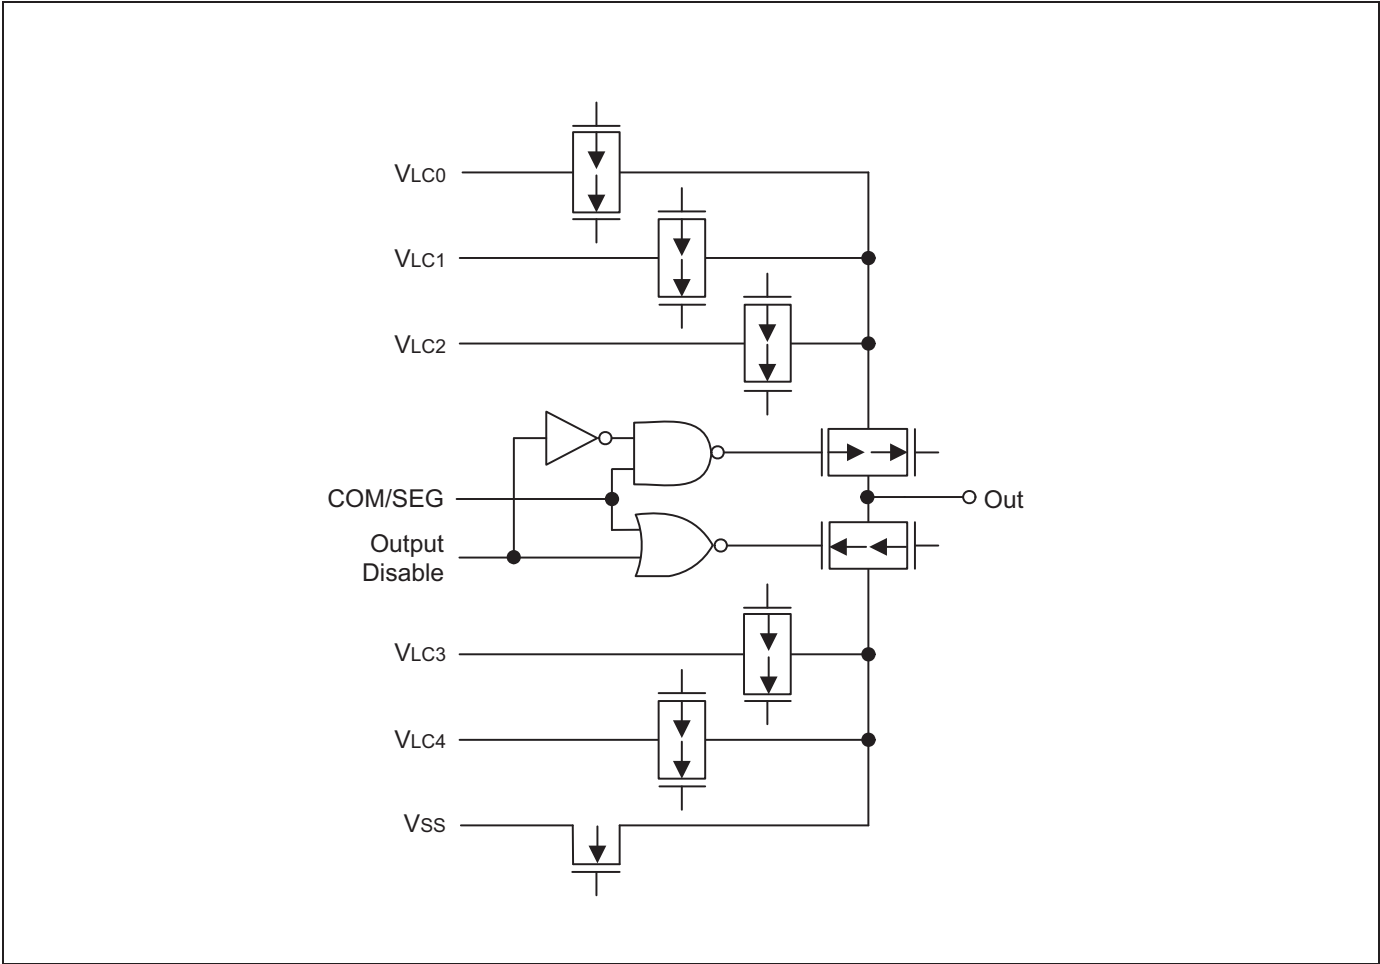 VLC0
VLC1
VLC2
COM/SEG
Out
Output
Disable
VLC3
VLC4
VSS